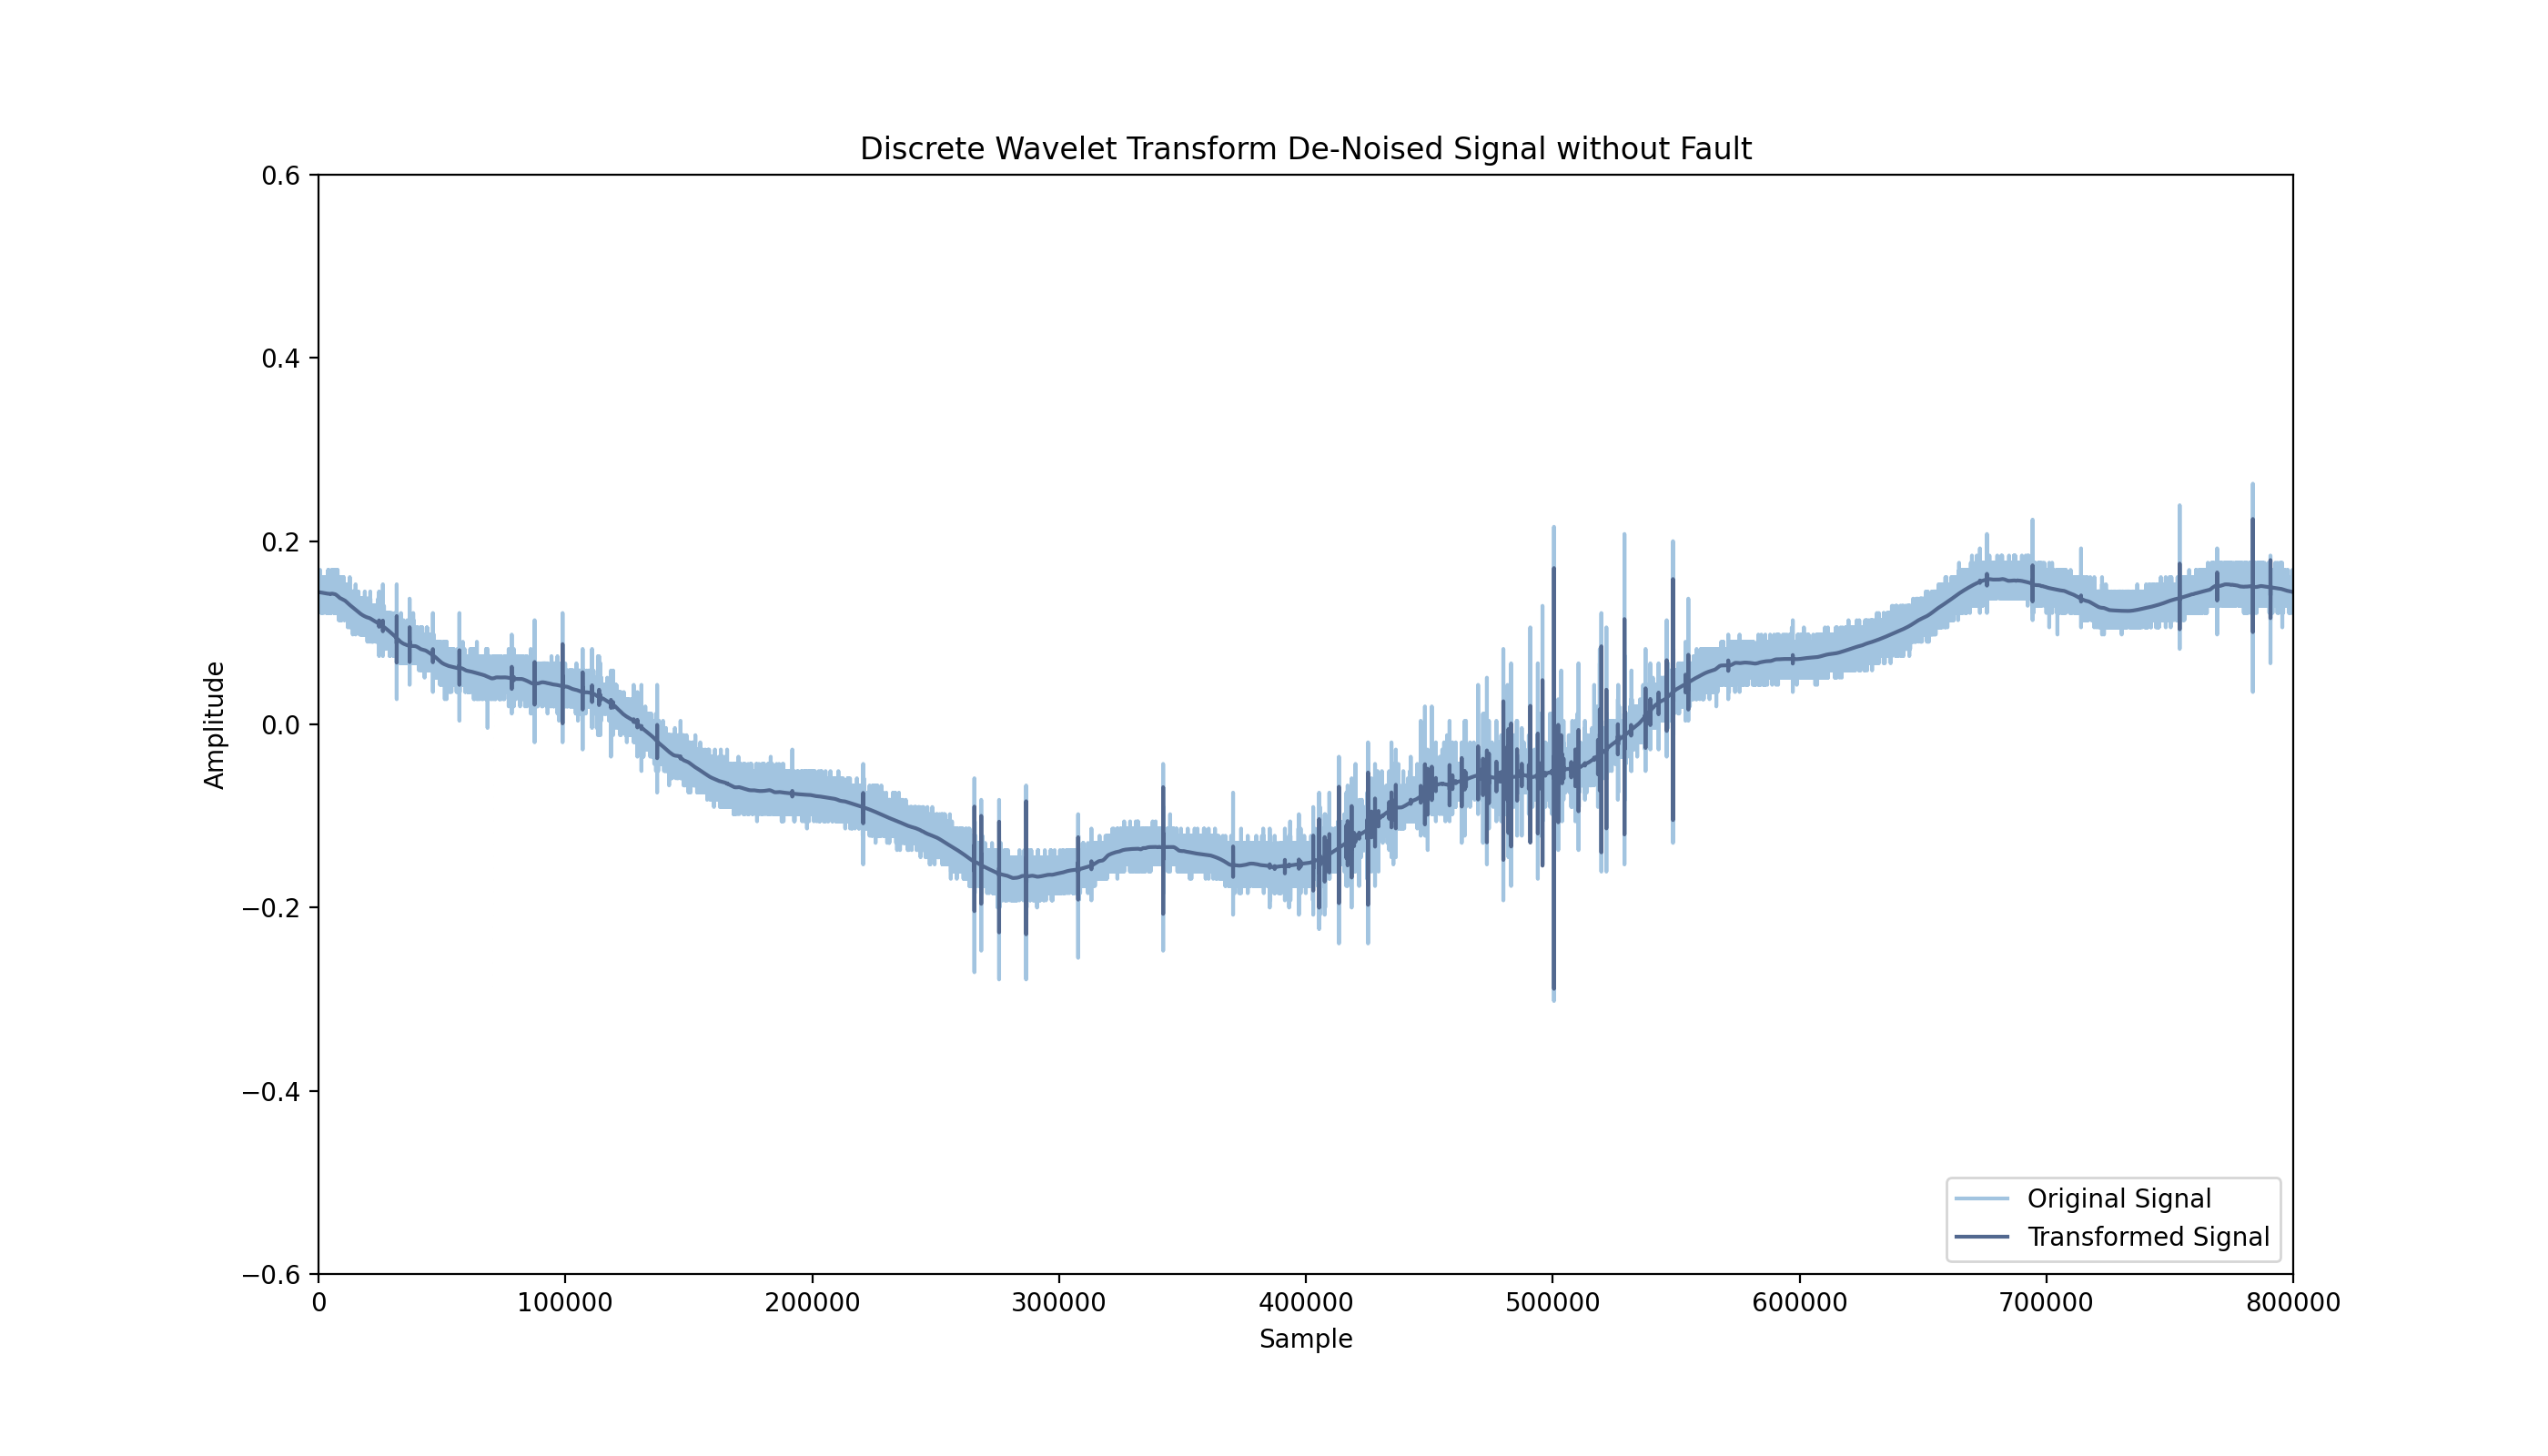 Discrete Wavelet Transform De-Noised Signal without Fault
0.6
0.4
0.2
0.0
−0.2
−0.4
−0.6
Amplitude
0 100000 200000 300000 400000 500000 600000 700000 800000
Sample
Original Signal
Transformed Signal